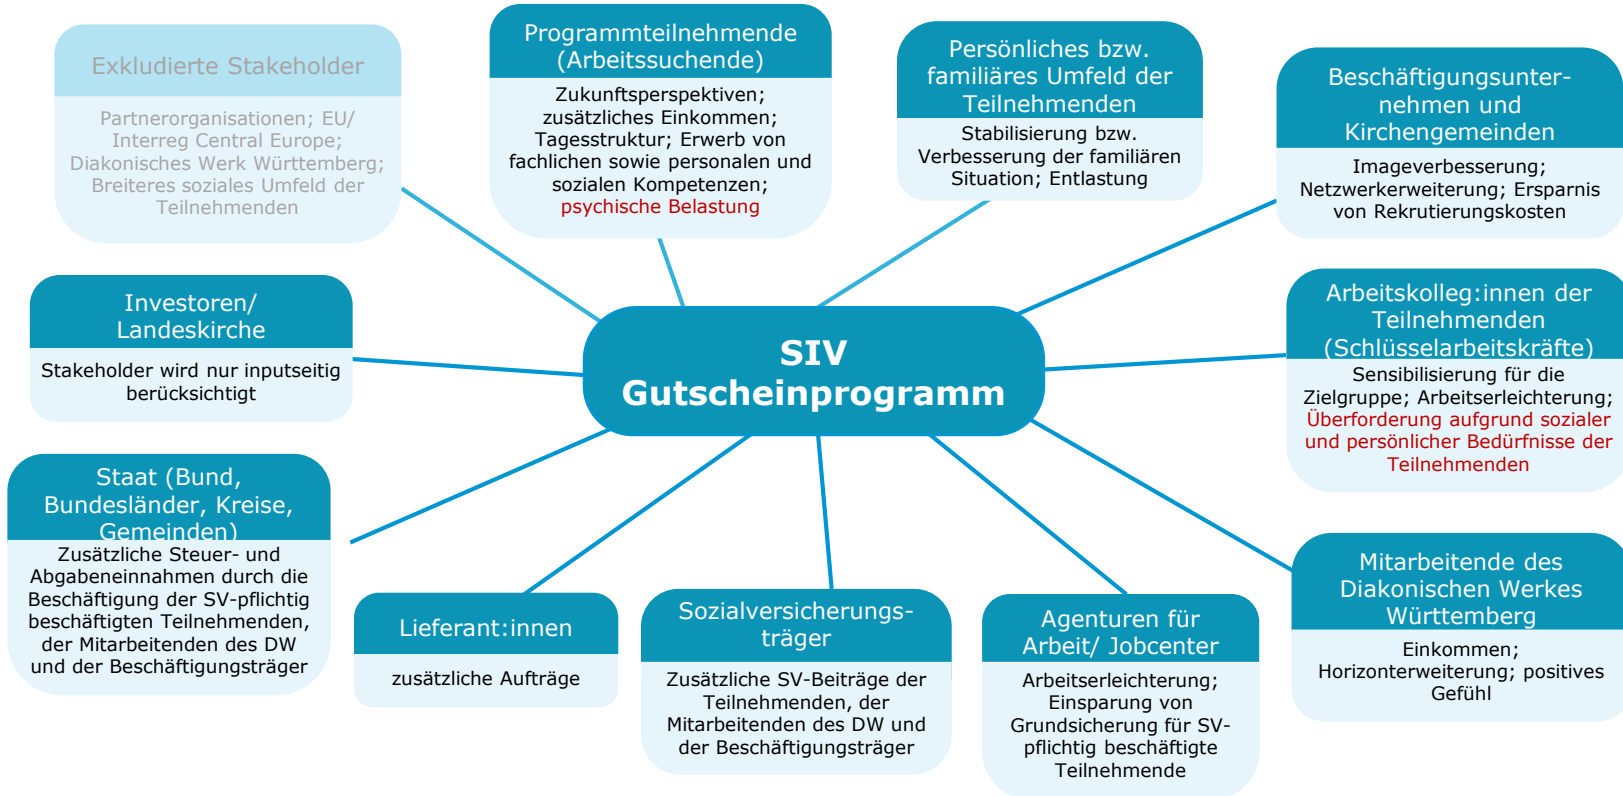 Exkludierte Stakeholder
Partnerorganisationen; EU/
Interreg Central Europe;
Diakonisches Werk Württemberg;
Breiteres soziales Umfeld der
Teilnehmenden
Programmteilnehmende
(Arbeitssuchende)
Zukunftsperspektiven;
zusätzliches Einkommen;
Tagesstruktur; Erwerb von
fachlichen sowie personalen und
sozialen Kompetenzen;
psychische Belastung
Persönliches bzw.
familiäres Umfeld der
Teilnehmenden
Stabilisierung bzw.
Verbesserung der familiären
Situation; Entlastung
Beschäftigungsunter-
nehmen und
Kirchengemeinden
Imageverbesserung;
Netzwerkerweiterung; Ersparnis
von Rekrutierungskosten
Investoren/
Landeskirche
Stakeholder wird nur inputseitig
berücksichtigt
SIV
Gutscheinprogramm
Arbeitskolleg:innen der
Teilnehmenden
(Schlüsselarbeitskräfte)
Sensibilisierung für die
Zielgruppe; Arbeitserleichterung;
Überforderung aufgrund sozialer
und persönlicher Bedürfnisse der
Teilnehmenden
Staat (Bund,
Bundesländer, Kreise,
Gemeinden)
Zusätzliche Steuer- und
Abgabeneinnahmen durch die
Beschäftigung der SV-pflichtig
beschäftigten Teilnehmenden,
der Mitarbeitenden des DW
und der Beschäftigungsträger
Lieferant:innen
zusätzliche Aufträge
Sozialversicherungs-
träger
Zusätzliche SV-Beiträge der
Teilnehmenden, der
Mitarbeitenden des DW und
der Beschäftigungsträger
Agenturen für
Arbeit/ Jobcenter
Arbeitserleichterung;
Einsparung von
Grundsicherung für SV-
pflichtig beschäftigte
Teilnehmende
Mitarbeitende des
Diakonischen Werkes
Württemberg
Einkommen;
Horizonterweiterung; positives
Gefühl